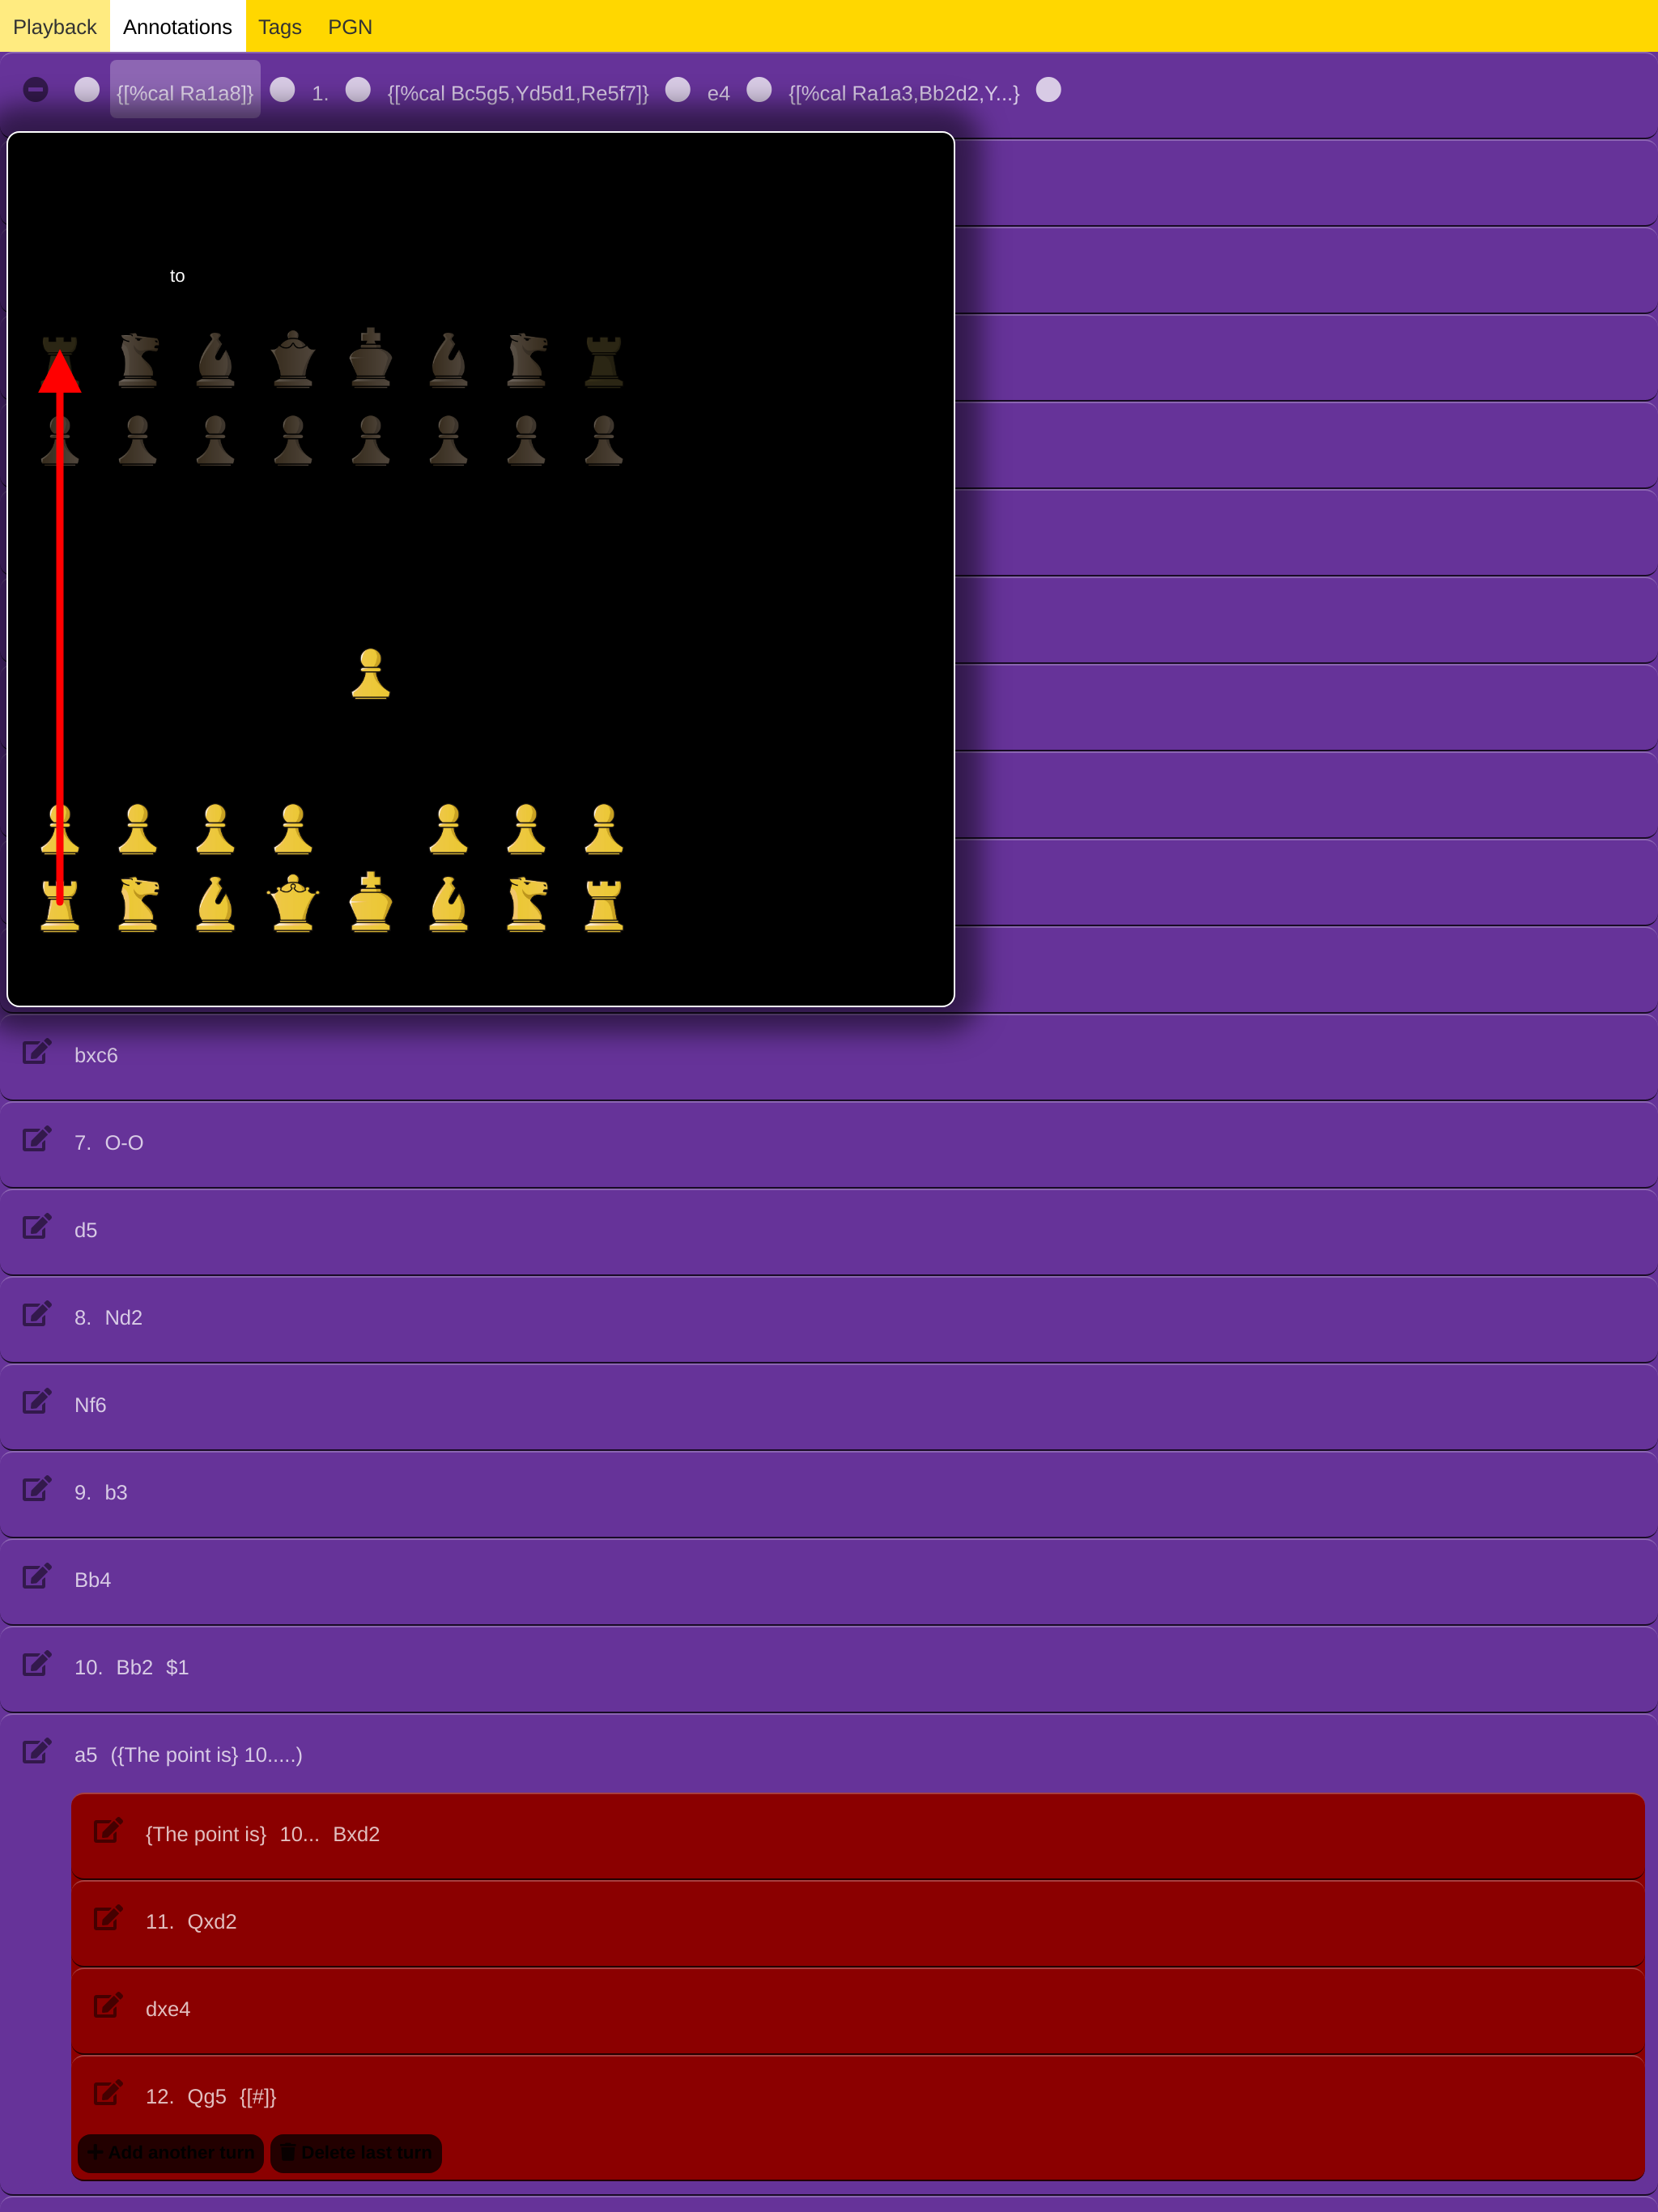 Playback Annotations Tags PGN
{[%cal Ra1a8]} 1. {[%cal Bc5g5,Yd5d1,Re5f7]} e4 {[%cal Ra1a3,Bb2d2,Y...}
to
bxc6
7. O-O
d5
8. Nd2
Nf6
9. b3
Bb4
10. Bb2 $1
a5 ({The point is} 10.....)
{The point is} 10... Bxd2
11. Qxd2
dxe4
12. Qg5 {[#]}
Add another turn Delete last turn